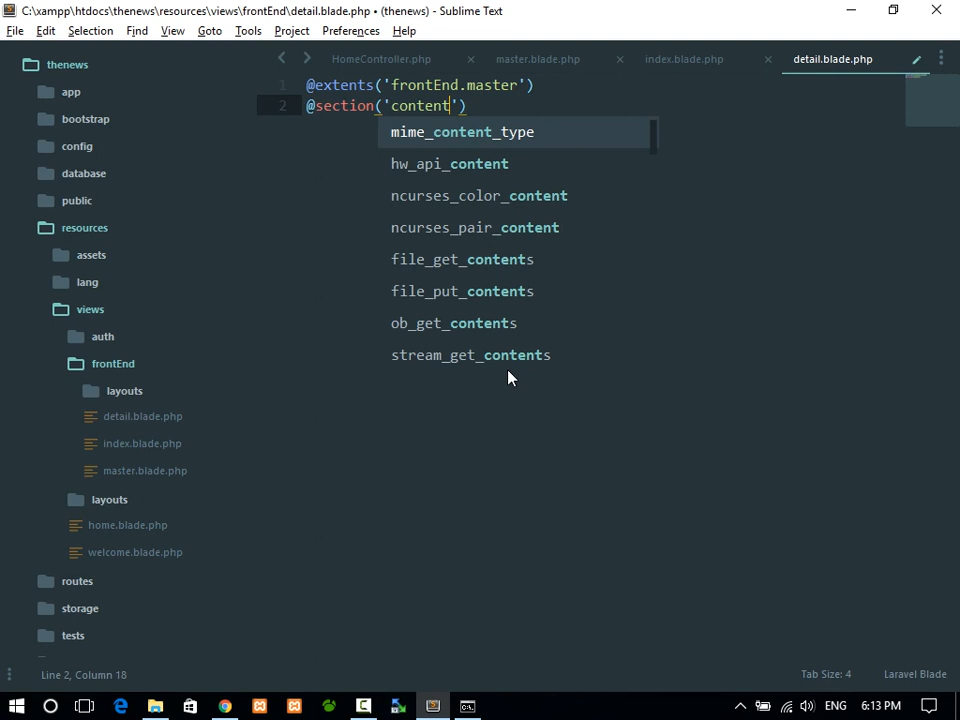 C:\xampp\htdocs\thenews\resources\views\frontEnd\detail.blade.php • (thenews) - Sublime Text
File Edit Selection Find View Goto Tools Project Preferences Help
thenews
app
bootstrap
config
database
public
resources
assets
lang
views
auth
frontEnd
layouts
detail.blade.php
index.blade.php
master.blade.php
layouts
home.blade.php
welcome.blade.php
routes
storage
tests
HomeController.php × master.blade.php × index.blade.php × detail.blade.php
1 @extents('frontEnd.master')
2 @section('content')
mime_content_type
hw_api_content
ncurses_color_content
ncurses_pair_content
file_get_contents
file_put_contents
ob_get_contents
stream_get_contents
Line 2, Column 18
Tab Size: 4 Laravel Blade
ENG 6:13 PM